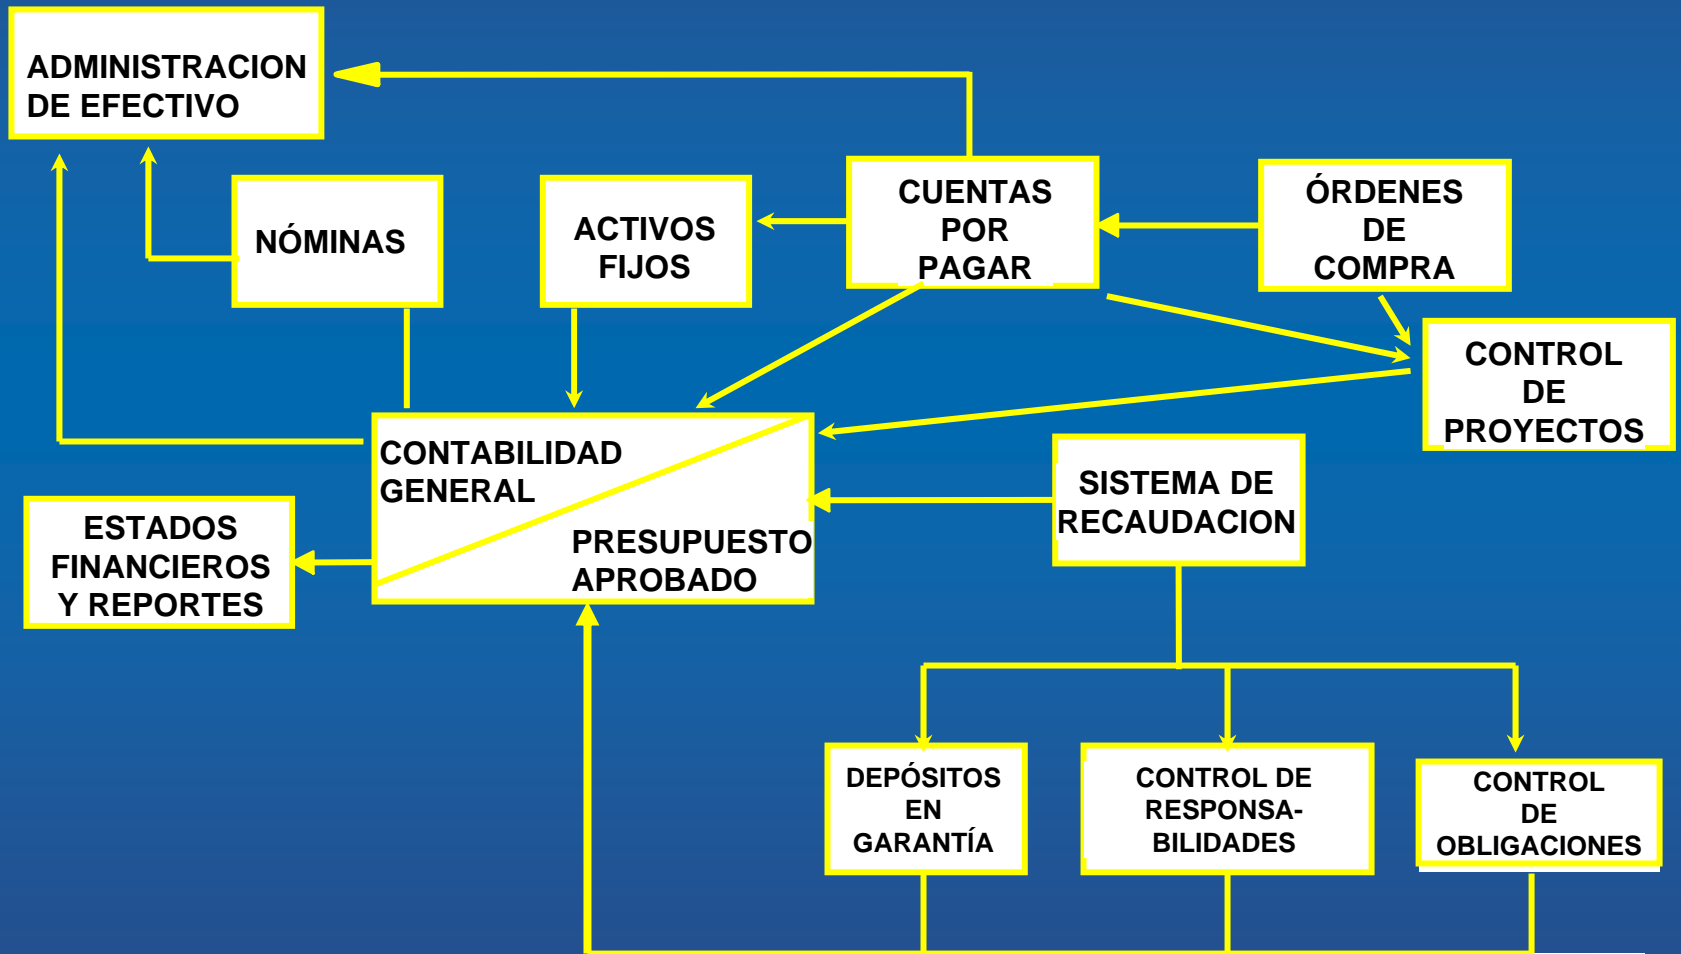 ADMINISTRACION
DE EFECTIVO
NÓMINAS
ACTIVOS
FIJOS
CUENTAS
POR
PAGAR
ÓRDENES
DE
COMPRA
CONTROL
DE
PROYECTOS
CONTABILIDAD
GENERAL
PRESUPUESTO
APROBADO
SISTEMA DE
RECAUDACION
ESTADOS
FINANCIEROS
Y REPORTES
DEPÓSITOS
EN
GARANTÍA
CONTROL DE
RESPONSA-
BILIDADES
CONTROL
DE
OBLIGACIONES